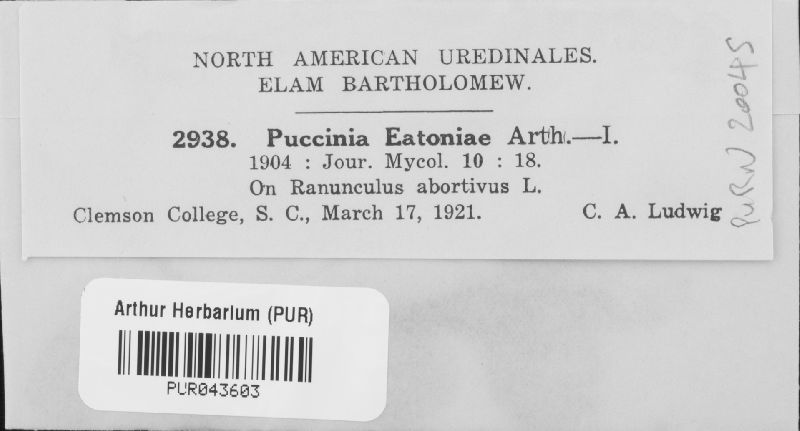 NORTH AMERICAN UREDINALES.
ELAM BARTHOLOMEW.
2938. Puccinia Eatoniae Arth.—I.
1904 : Jour. Mycol. 10 : 18.
On Ranunculus abortivus L.
Clemson College, S. C., March 17, 1921. C. A. Ludwig
PURN 20045
Arthur Herbarium (PUR)
PUR043603